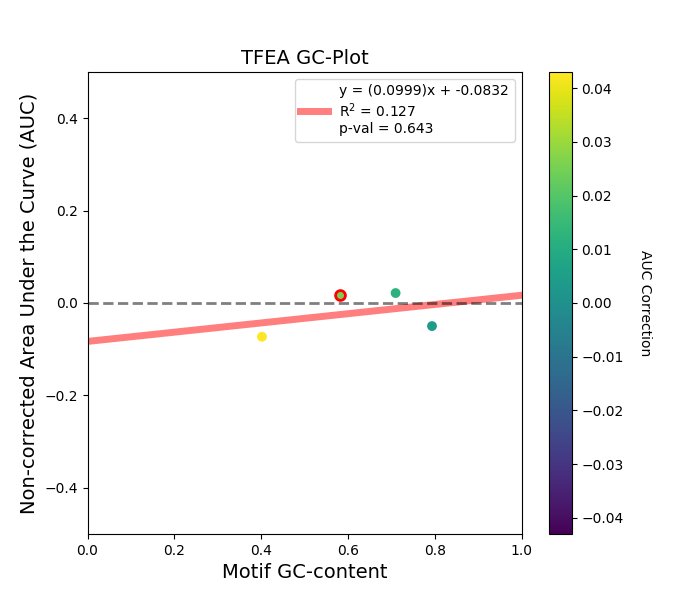 TFEA GC-Plot
y = (0.0999)x + -0.0832
R² = 0.127
p-val = 0.643
Non-corrected Area Under the Curve (AUC)
0.4
0.2
0.0
−0.2
−0.4
0.0 0.2 0.4 0.6 0.8 1.0
Motif GC-content
0.04
0.03
0.02
0.01
0.00
−0.01
−0.02
−0.03
−0.04
AUC Correction